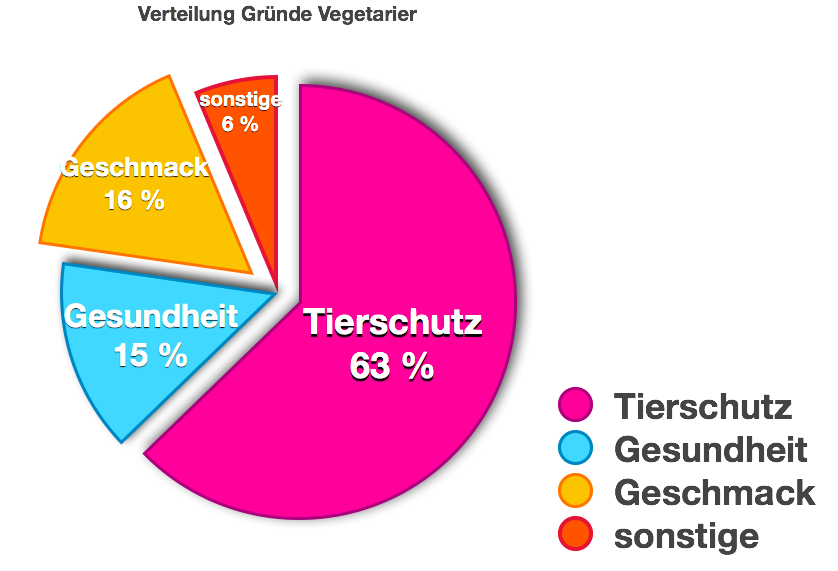 Verteilung Gründe Vegetarier
sonstige
6 %
Geschmack
16 %
Gesundheit
15 %
Tierschutz
63 %
Tierschutz
Gesundheit
Geschmack
sonstige